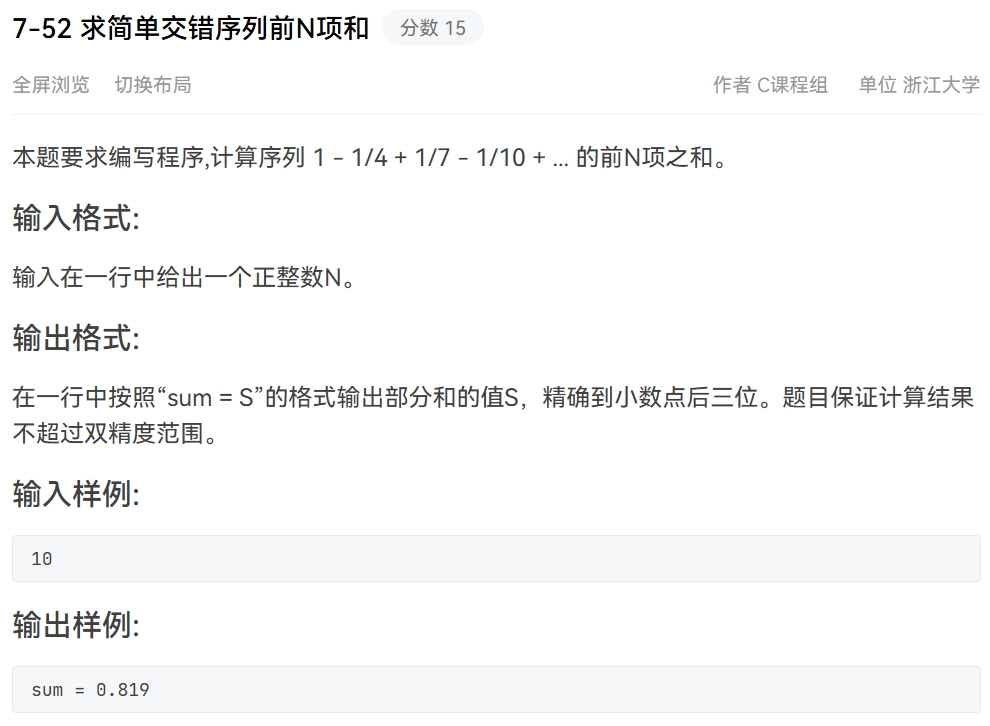 7-52 求简单交错序列前N项和 分数 15
全屏浏览 切换布局 作者 C课程组 单位 浙江大学
本题要求编写程序,计算序列 1 - 1/4 + 1/7 - 1/10 + ... 的前N项之和。
输入格式:
输入在一行中给出一个正整数N。
输出格式:
在一行中按照“sum = S”的格式输出部分和的值S，精确到小数点后三位。题目保证计算结果
不超过双精度范围。
输入样例:
10
输出样例:
sum = 0.819